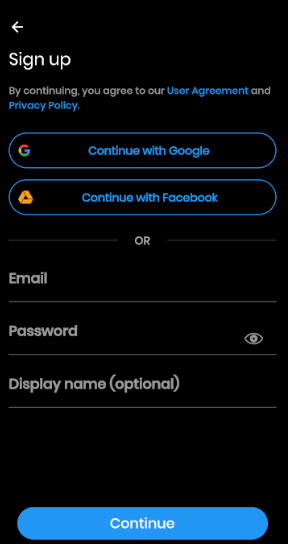 Sign up
By continuing, you agree to our User Agreement and
Privacy Policy.
Continue with Google
Continue with Facebook
OR
Email
Password
Display name (optional)
Continue